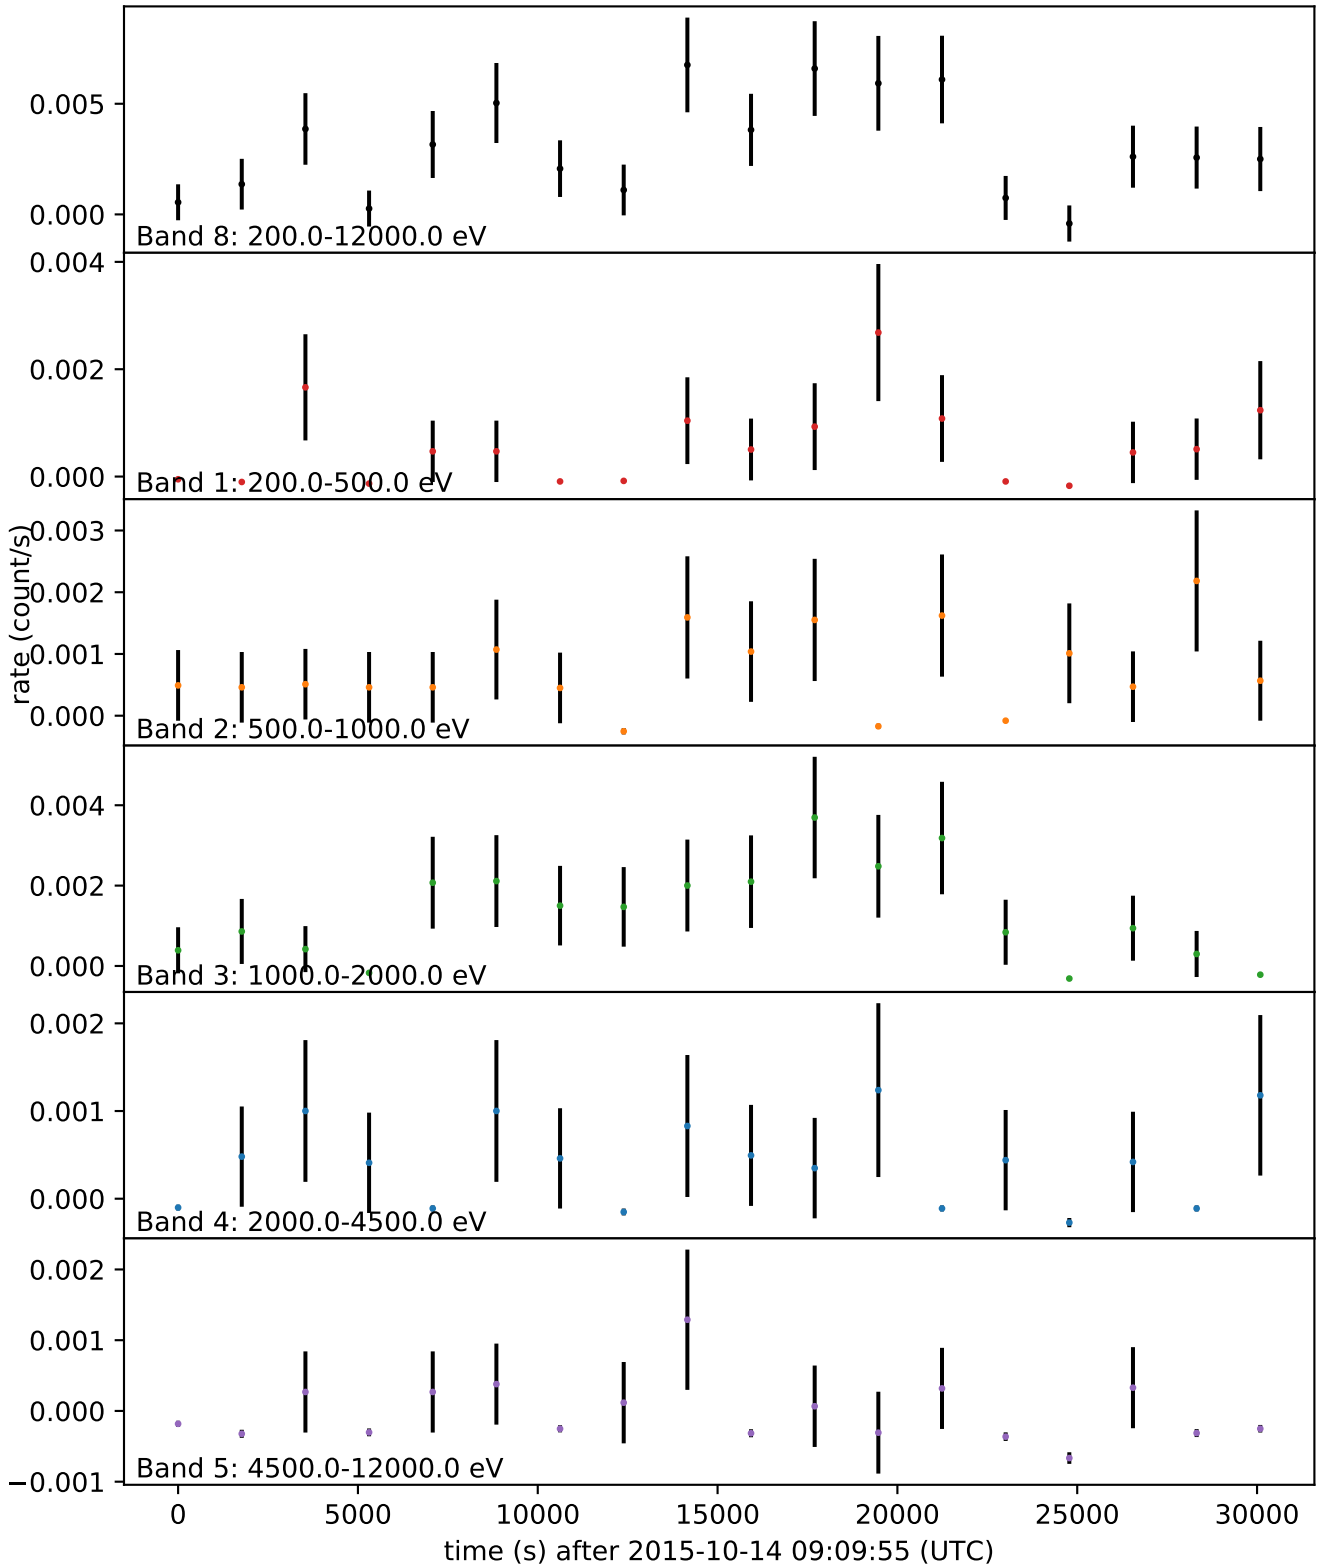 0.005
0.000
Band 8: 200.0-12000.0 eV
0.004
0.002
0.000
Band 1: 200.0-500.0 eV
rate (count/s)
0.003
0.002
0.001
0.000
Band 2: 500.0-1000.0 eV
0.004
0.002
0.000
Band 3: 1000.0-2000.0 eV
0.002
0.001
0.000
Band 4: 2000.0-4500.0 eV
0.002
0.001
0.000
−0.001
Band 5: 4500.0-12000.0 eV
0 5000 10000 15000 20000 25000 30000
time (s) after 2015-10-14 09:09:55 (UTC)